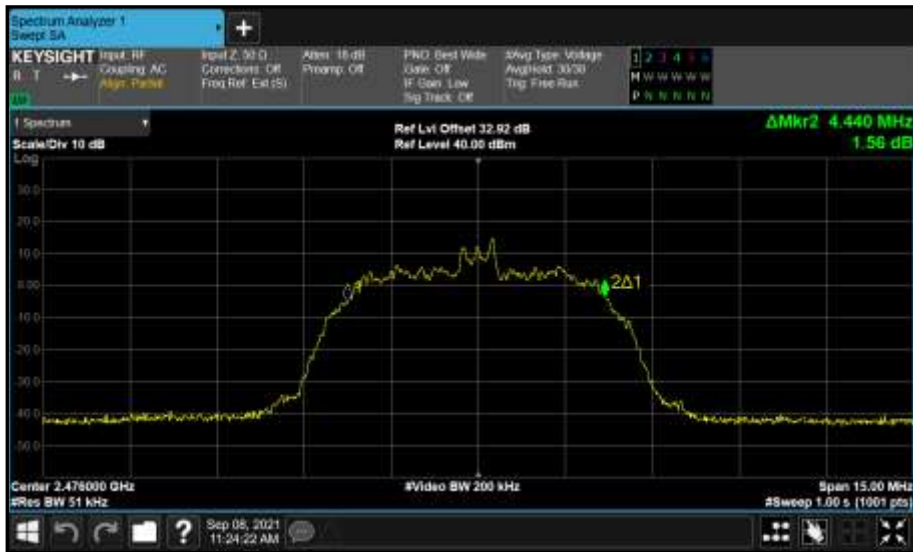 Spectrum Analyzer 1
Swept SA
+
KEYSIGHT
R T
Input: RF
Coupling: AC
Align: Partial
Input Z: 50 Ω
Corrections: Off
Freq Ref: Ext (S)
Atten: 16 dB
Preamp: Off
PNO: Best Wide
Gate: Off
IF Gain: Low
Sig Track: Off
#Avg Type: Voltage
Avg|Hold: 30/30
Trig: Free Run
1 2 3 4 5 6
M W W W W W
P N N N N N
1 Spectrum
Scale/Div 10 dB
Ref Lvl Offset 32.92 dB
Ref Level 40.00 dBm
ΔMkr2 4.440 MHz
1.56 dB
Log
30.0
20.0
10.0
0.00
-10.0
-20.0
-30.0
-40.0
-50.0
2Δ1
Center 2.476000 GHz
#Res BW 51 kHz
#Video BW 200 kHz
Span 15.00 MHz
#Sweep 1.00 s (1001 pts)
?
Sep 08, 2021
11:24:22 AM